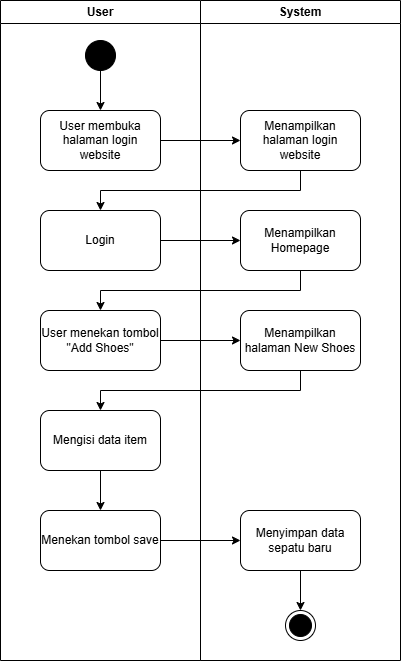 User
System
User membuka
halaman login
website
Menampilkan
halaman login
website
Login
Menampilkan
Homepage
User menekan tombol
"Add Shoes"
Menampilkan
halaman New Shoes
Mengisi data item
Menekan tombol save
Menyimpan data
sepatu baru